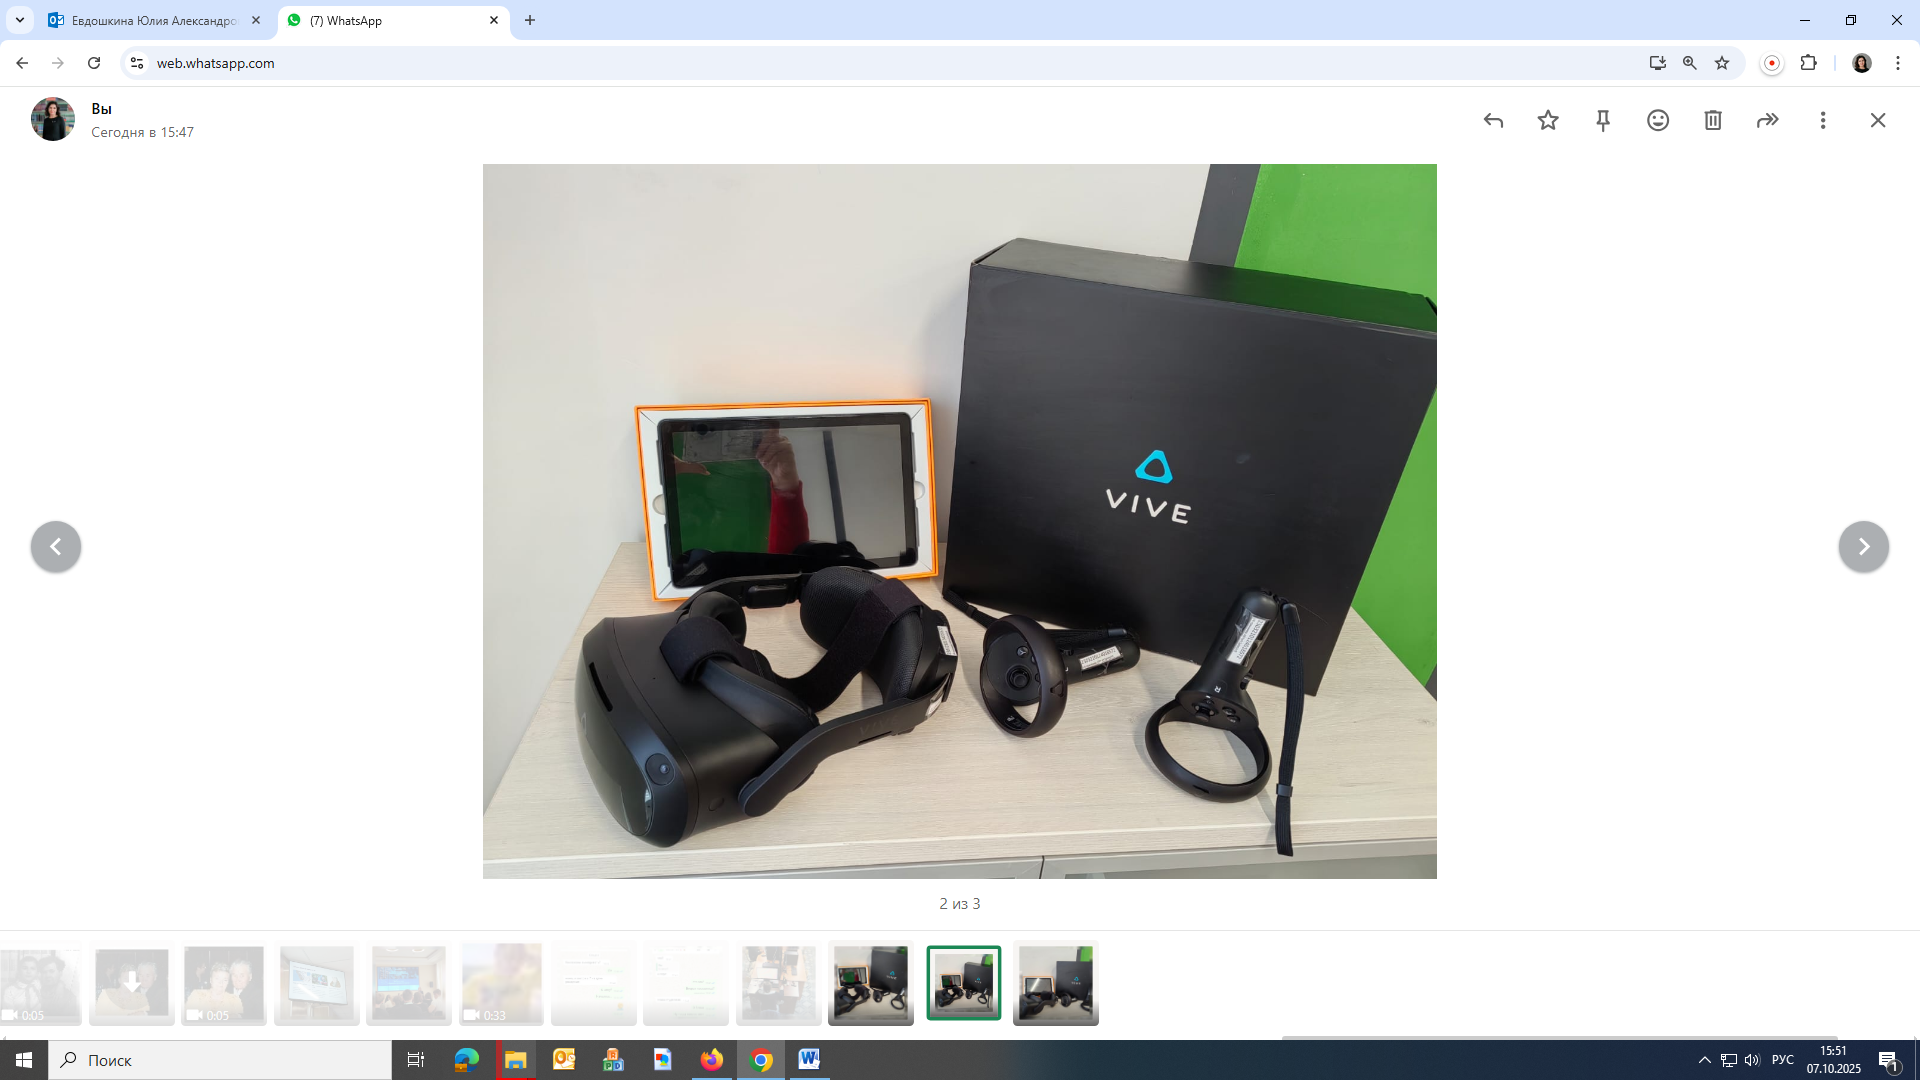 Евдошкина Юлия Александро
(7) WhatsApp
web.whatsapp.com
Вы
Сегодня в 15:47
VIVE
2 из 3
0:05
0:05
0:33
Поиск
РУС
15:51
07.10.2025
1